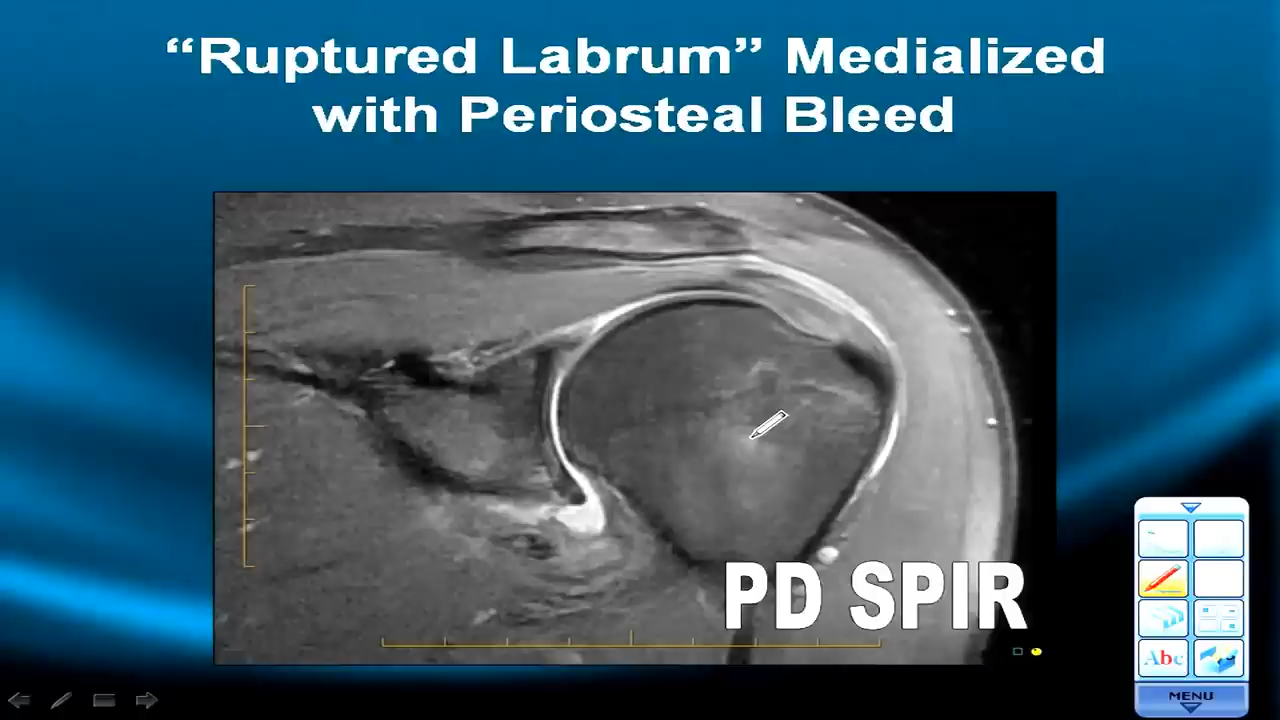 “Ruptured Labrum” Medialized
with Periosteal Bleed
PD SPIR
Abc
MENU